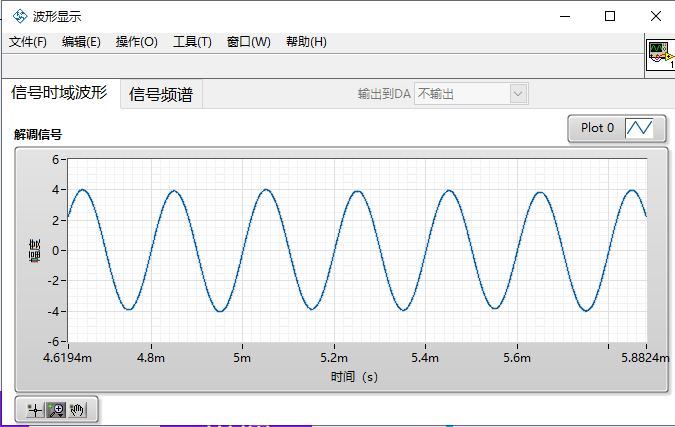 波形显示
文件(F) 编辑(E) 操作(O) 工具(T) 窗口(W) 帮助(H)
1
信号时域波形 信号频谱 输出到DA 不输出
解调信号
Plot 0
幅度
6
4
2
0
-2
-4
-6
4.6194m 4.8m 5m 5.2m 5.4m 5.6m 5.8824m
时间（s）